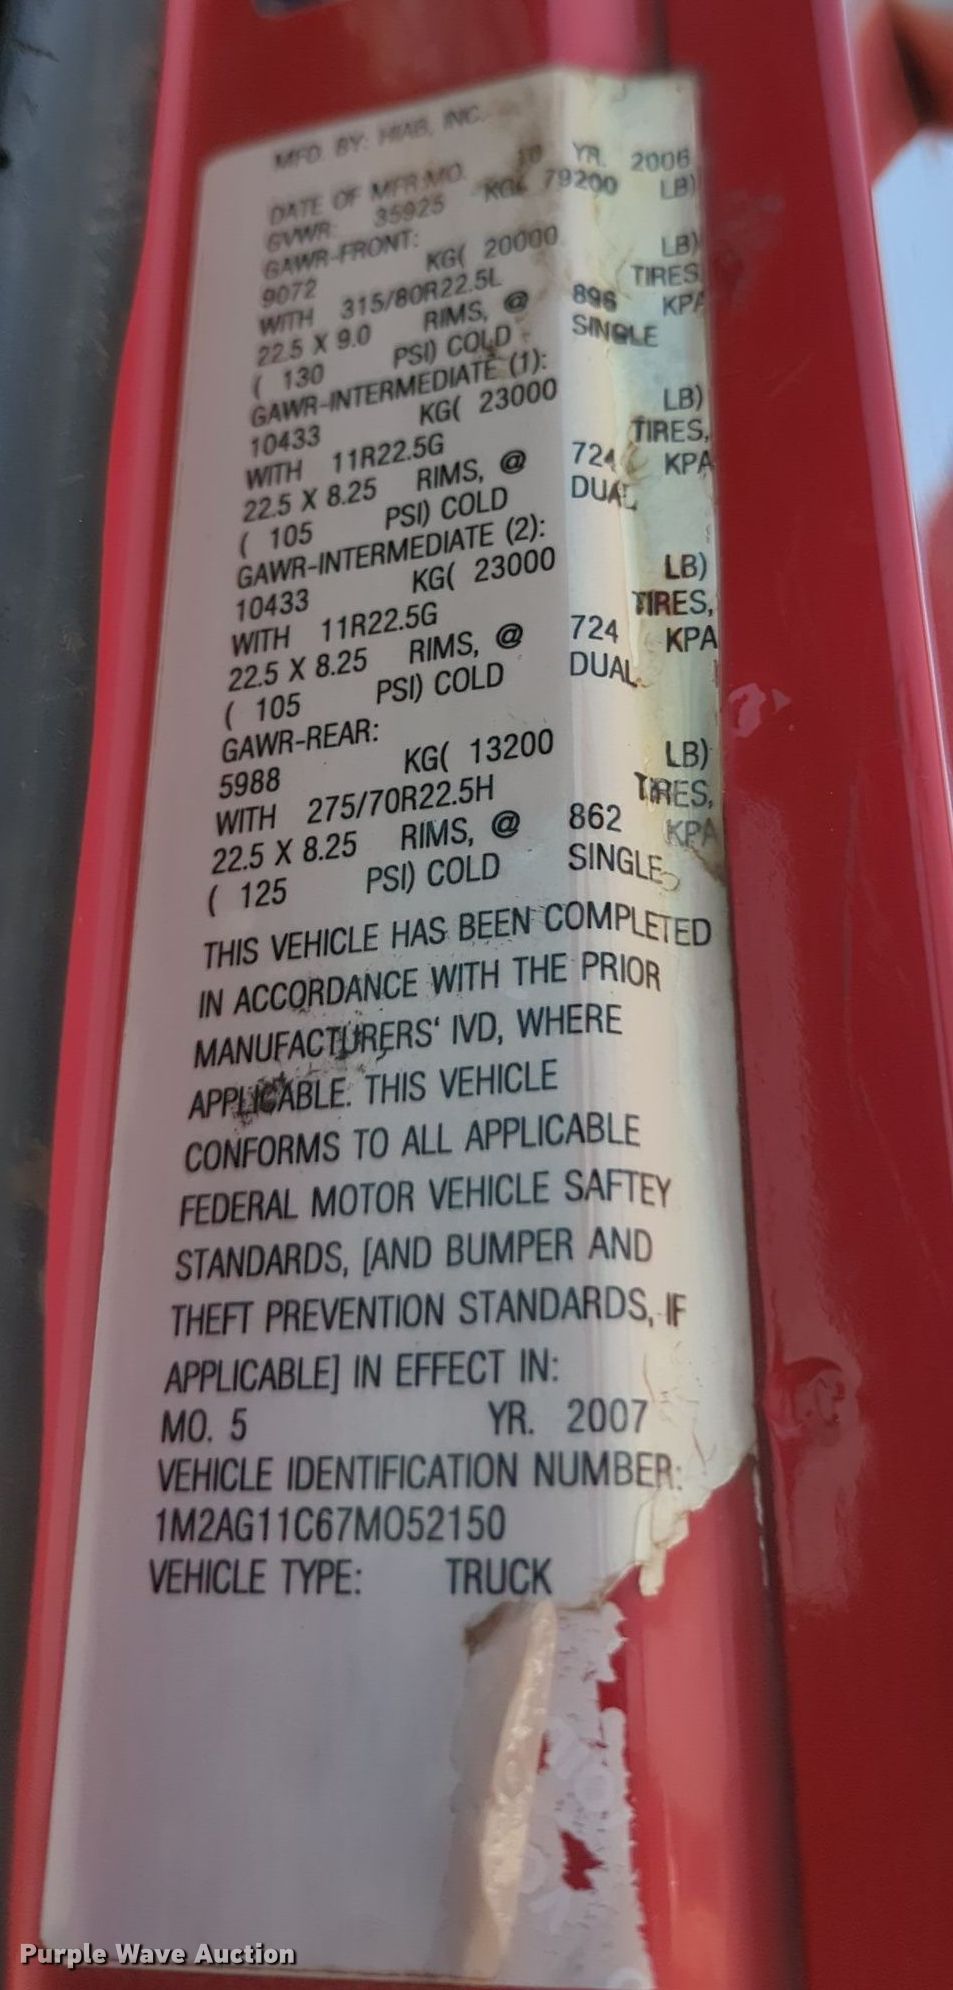 MFD. BY: HIAB, INC.
DATE OF MFR:MO. 10 YR. 2006
GVWR: 35925 KG( 79200 LB)
GAWR-FRONT:
9072 KG( 20000 LB)
WITH 315/80R22.5L TIRES,
22.5 X 9.0 RIMS, @ 896 KPA
( 130 PSI) COLD SINGLE
GAWR-INTERMEDIATE (1):
10433 KG( 23000 LB)
WITH 11R22.5G TIRES,
22.5 X 8.25 RIMS, @ 724 KPA
( 105 PSI) COLD DUAL
GAWR-INTERMEDIATE (2):
10433 KG( 23000 LB)
WITH 11R22.5G TIRES,
22.5 X 8.25 RIMS, @ 724 KPA
( 105 PSI) COLD DUAL
GAWR-REAR:
5988 KG( 13200 LB)
WITH 275/70R22.5H TIRES,
22.5 X 8.25 RIMS, @ 862 KPA
( 125 PSI) COLD SINGLE
THIS VEHICLE HAS BEEN COMPLETED
IN ACCORDANCE WITH THE PRIOR
MANUFACTURERS' IVD, WHERE
APPLICABLE. THIS VEHICLE
CONFORMS TO ALL APPLICABLE
FEDERAL MOTOR VEHICLE SAFTEY
STANDARDS, [AND BUMPER AND
THEFT PREVENTION STANDARDS, IF
APPLICABLE] IN EFFECT IN:
MO. 5 YR. 2007
VEHICLE IDENTIFICATION NUMBER:
1M2AG11C67MO52150
VEHICLE TYPE: TRUCK
Purple Wave Auction